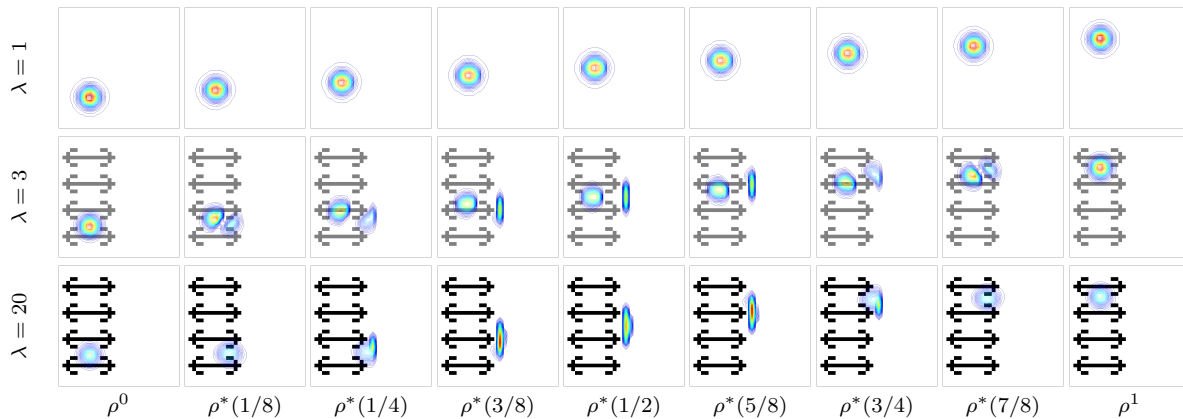 λ = 1
λ = 3
λ = 20
ρ⁰ ρ*(1/8) ρ*(1/4) ρ*(3/8) ρ*(1/2) ρ*(5/8) ρ*(3/4) ρ*(7/8) ρ¹